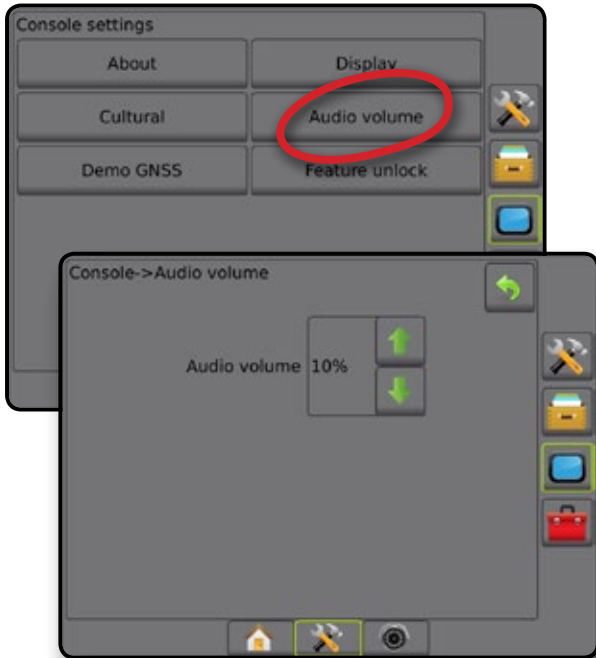 Console settings
About Display
Cultural Audio volume
Demo GNSS Feature unlock
Console->Audio volume
Audio volume 10%